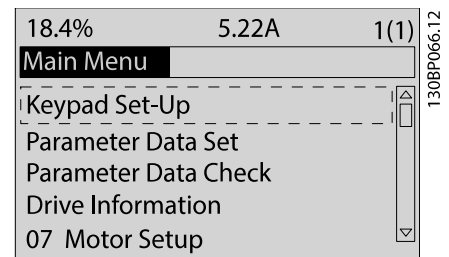 18.4% 5.22A 1(1)
Main Menu
Keypad Set-Up
Parameter Data Set
Parameter Data Check
Drive Information
07 Motor Setup
130BP066.12